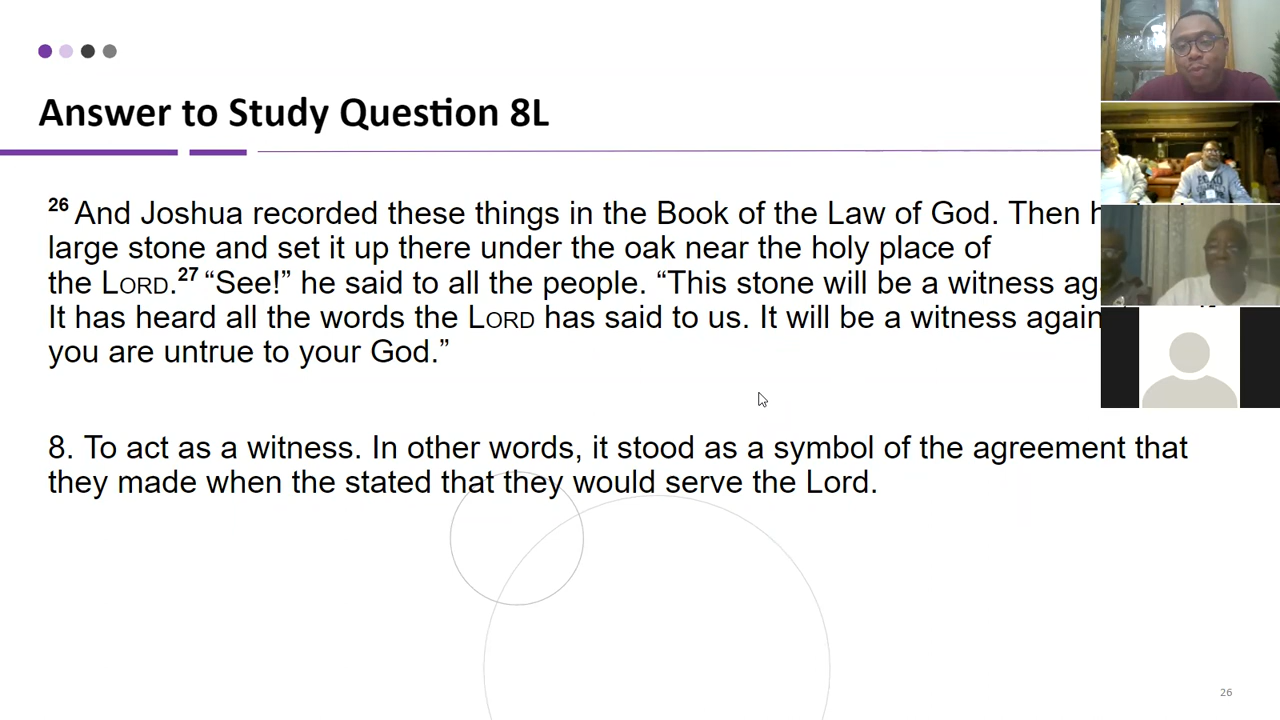 Answer to Study Question 8L
26 And Joshua recorded these things in the Book of the Law of God. Then
large stone and set it up there under the oak near the holy place of
the LORD. 27 “See!” he said to all the people. “This stone will be a witness
It has heard all the words the LORD has said to us. It will be a witness
you are untrue to your God.”
8. To act as a witness. In other words, it stood as a symbol of the agreement that
they made when the stated that they would serve the Lord.
26